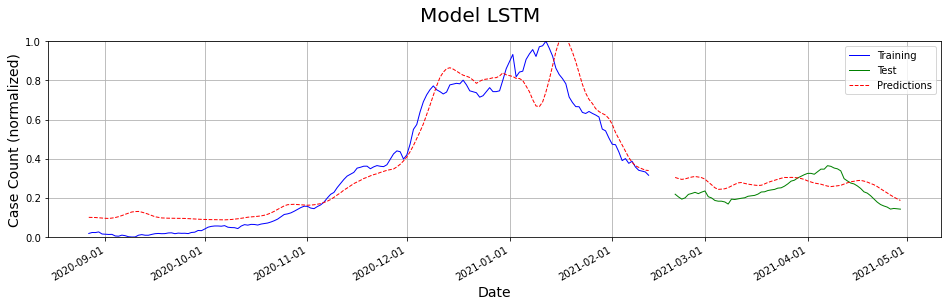 Model LSTM
Case Count (normalized)
1.0
0.8
0.6
0.4
0.2
0.0
Training
Test
Predictions
2020-09-01
2020-10-01
2020-11-01
2020-12-01
2021-01-01
2021-02-01
2021-03-01
2021-04-01
2021-05-01
Date